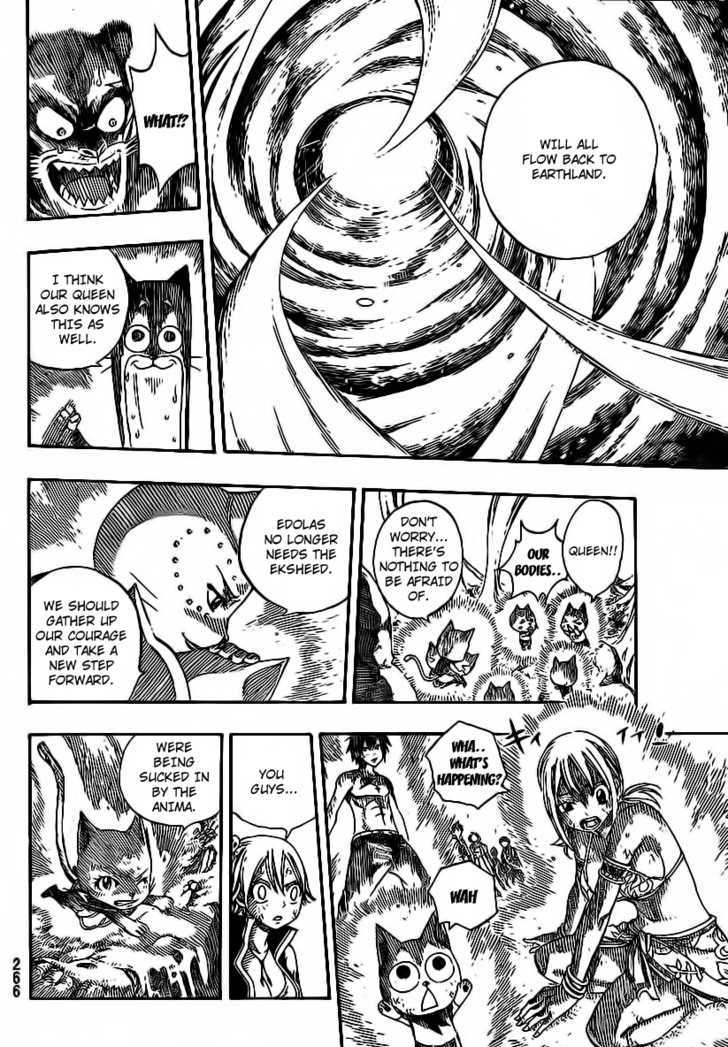 WILL ALL
FLOW BACK TO
EARTHLAND.
WHAT!?
I THINK
OUR QUEEN
ALSO KNOWS
THIS AS
WELL.
QUEEN!!
OUR
BODIES..
DON'T
WORRY...
THERE'S
NOTHING TO
BE AFRAID
OF.
EDOLAS
NO LONGER
NEEDS THE
EKSHEED.
WE SHOULD
GATHER UP
OUR COURAGE
AND TAKE A
NEW STEP
FORWARD.
WHA..
WHAT'S
HAPPENING?
WAH
YOU
GUYS...
WERE
BEING
SUCKED IN
BY THE
ANIMA.
266